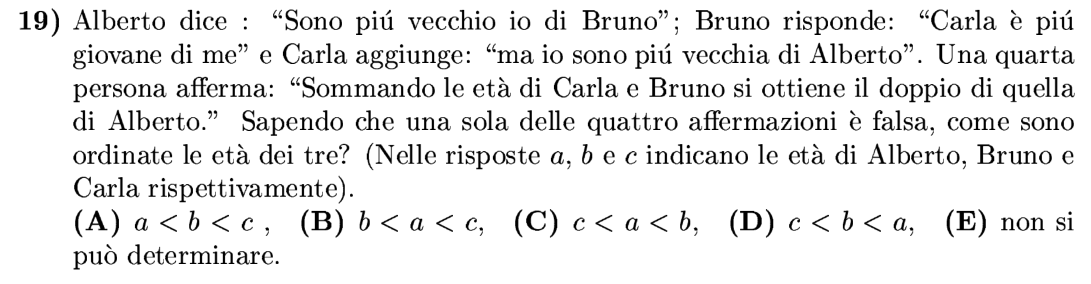 19) Alberto dice : “Sono piú vecchio io di Bruno”; Bruno risponde: “Carla è piú
giovane di me” e Carla aggiunge: “ma io sono piú vecchia di Alberto”. Una quarta
persona afferma: “Sommando le età di Carla e Bruno si ottiene il doppio di quella
di Alberto.” Sapendo che una sola delle quattro affermazioni è falsa, come sono
ordinate le età dei tre? (Nelle risposte a, b e c indicano le età di Alberto, Bruno e
Carla rispettivamente).
(A) a < b < c , (B) b < a < c, (C) c < a < b, (D) c < b < a, (E) non si
può determinare.